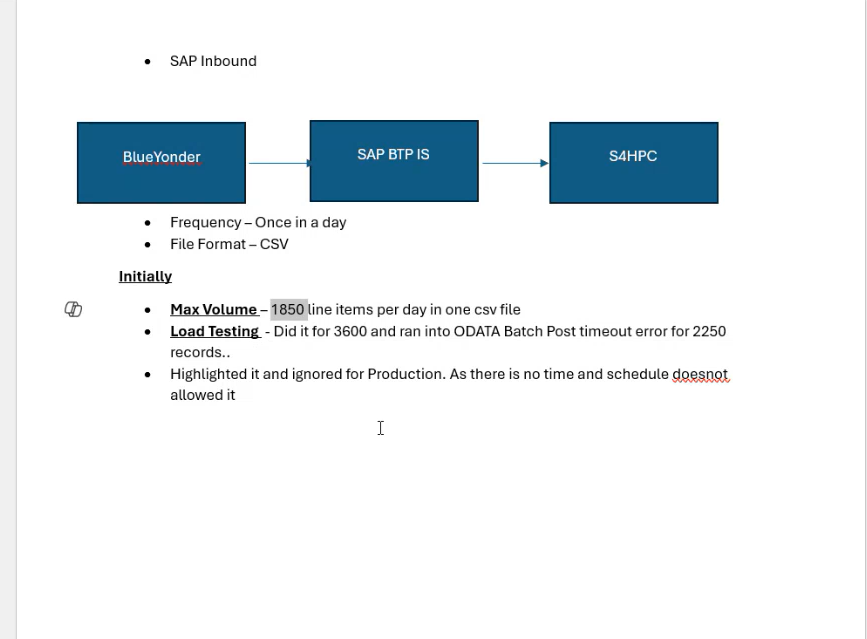 SAP Inbound
BlueYonder
SAP BTP IS
S4HPC
Frequency – Once in a day
File Format – CSV
Initially
Max Volume – 1850 line items per day in one csv file
Load Testing - Did it for 3600 and ran into ODATA Batch Post timeout error for 2250
records..
Highlighted it and ignored for Production. As there is no time and schedule doesnot
allowed it